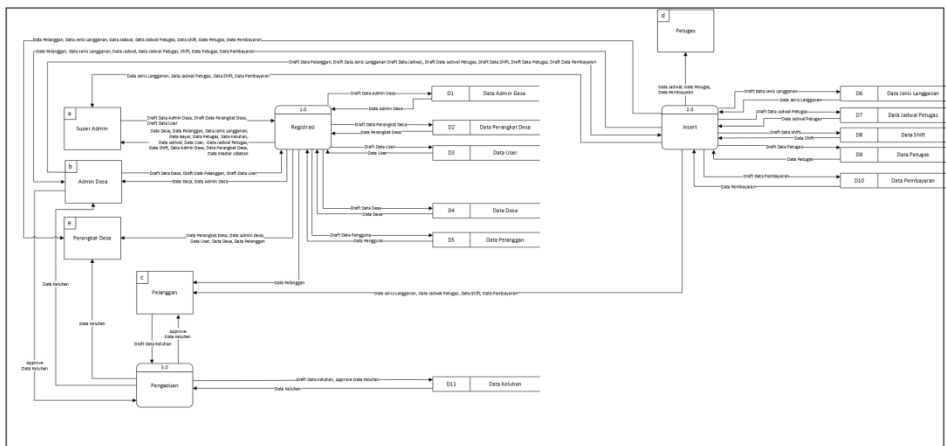 d
Petugas
Data Pelanggan, Data Jenis Langganan, Data Jadwal, Data Jadwal Petugas, Data Shift, Data Petugas, Data Pembayaran
Data Pelanggan, Data Jenis Langganan, Data Jadwal, Data Jadwal Petugas, Shift, Data Petugas, Data Pembayaran
Draft Data Pelanggan, Draft Data Jenis Langganan Draft Data Jadwal, Draft Data Jadwal Petugas, Draft Data Shift, Draft Data Petugas, Draft Data Pembayaran
Data Jenis Langganan, Data Jadwal Petugas, Data Shift, Data Pembayaran
Data Jadwal, Data Petugas,
Data Pembayaran
a
Super Admin
Draft Data Admin Desa, Draft Data Perangkat Desa,
Draft Data User
Data Desa, Data Pelanggan, Data Jenis Langganan,
Data Bayar, Data Petugas, Data Keluhan,
Data Jadwal, Data User, Data Jadwal Petugas,
Data Shift, Data Admin Desa, Data Perangkat Desa,
Data Master Jabatan
1.0
Registrasi
Draft Data Admin Desa
Data Admin Desa
D1
Data Admin Desa
Draft Data Perangkat Desa
Data Perangkat Desa
D2
Data Perangkat Desa
Draft Data User
Data User
D3
Data User
2.0
Insert
Draft Data Jenis Langganan
Data Jenis Langganan
D6
Data Jenis Langganan
Draft Data Jadwal Petugas
Data Jadwal Petugas
D7
Data Jadwal Petugas
Draft Data Shift
Data Shift
D8
Data Shift
Draft Data Petugas
Data Petugas
D9
Data Petugas
Draft Data Pembayaran
Data Pembayaran
D10
Data Pembayaran
b
Admin Desa
Draft Data Desa, Draft Data Pelanggan, Draft Data User
Data Desa, Data Admin Desa
Draft Data Desa
Data Desa
D4
Data Desa
e
Perangkat Desa
Data Perangkat Desa, Data Admin Desa,
Data User, Data Desa, Data Pelanggan
Draft Data Pengguna
Data Pengguna
D5
Data Pelanggan
c
Pelanggan
Data Pelanggan
Data Jenis Langganan, Data Jadwal Petugas, Data Shift, Data Pembayaran
Data Keluhan
Data Keluhan
Approve
Data Keluhan
Draft Data Keluhan
Approve
Data Keluhan
3.0
Pengaduan
Draft Data Keluhan, Approve Data Keluhan
Data Keluhan
D11
Data Keluhan